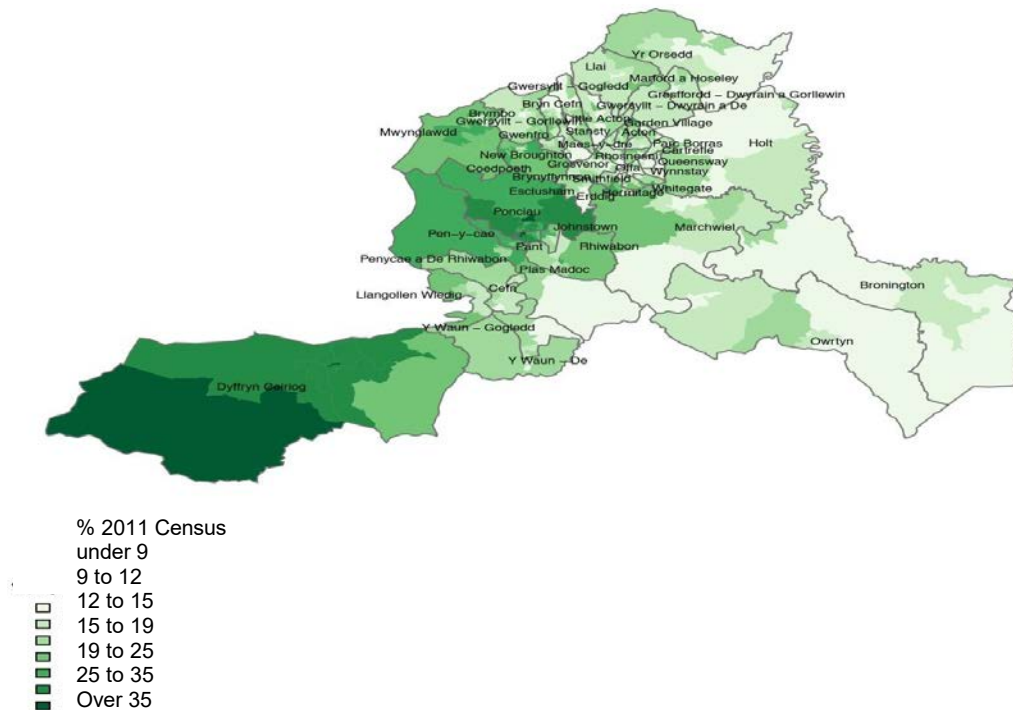 Yr Orsedd
Llai
Marford a Hoseley
Gwersyllt - Gogledd
Gresffordd - Dwyrain a Gorllewin
Bryn Cefn
Gwersyllt - Dwyrain a De
Brymbo
Little Acton
Gwersyllt - Gorllewin
Garden Village
Mwynglawdd
Gwenfro
Stansty
Acton
Maes-y-dre
Parc Borras
Holt
Cartrefle
New Broughton
Rhosnesni
Coedpoeth
Grosvenor
Offa
Queensway
Brynyffynnon
Smithfield
Wynnstay
Esclusham
Erddig
Hermitage
Whitegate
Ponciau
Johnstown
Marchwiel
Pen-y-cae
Pant
Rhiwabon
Penycae a De Rhiwabon
Plas Madoc
Cefn
Bronington
Llangollen Wledig
Y Waun - Gogledd
Owrtyn
Y Waun - De
Dyffryn Ceiriog
% 2011 Census
under 9
9 to 12
12 to 15
15 to 19
19 to 25
25 to 35
Over 35